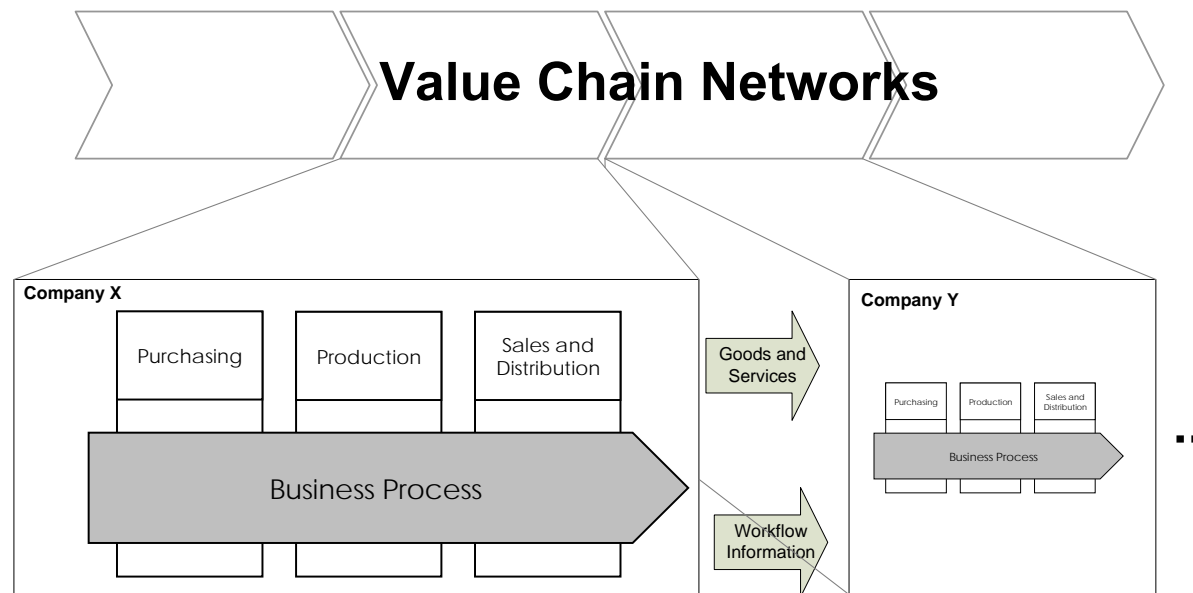 Value Chain Networks
Company X
Purchasing
Production
Sales and
Distribution
Business Process
Goods and
Services
Workflow
Information
Company Y
Purchasing
Production
Sales and
Distribution
Business Process
..